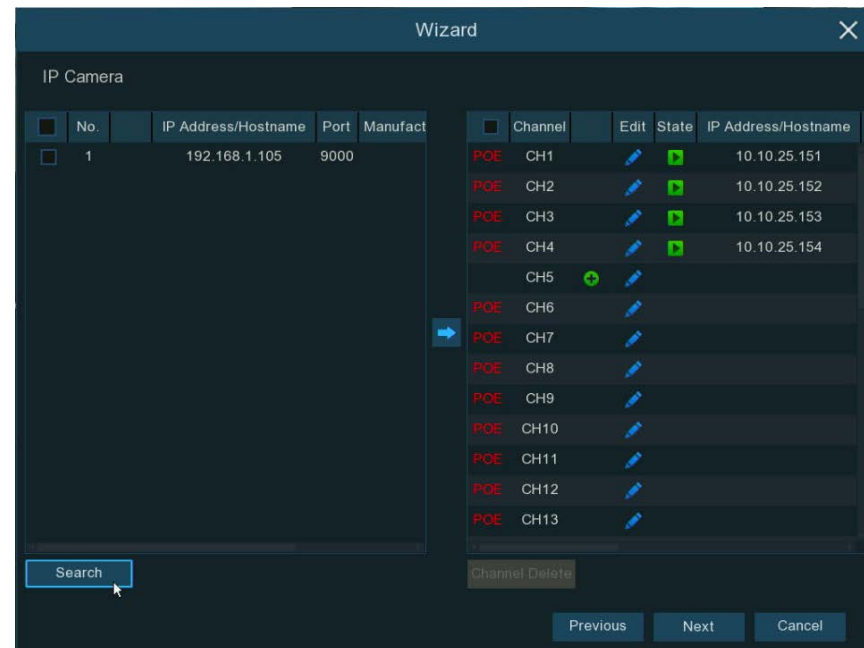 Wizard
IP Camera
No. IP Address/Hostname Port Manufact
1 192.168.1.105 9000
Search
Channel Edit State IP Address/Hostname
POE CH1 10.10.25.151
POE CH2 10.10.25.152
POE CH3 10.10.25.153
POE CH4 10.10.25.154
CH5
POE CH6
POE CH7
POE CH8
POE CH9
POE CH10
POE CH11
POE CH12
POE CH13
Channel Delete
Previous Next Cancel